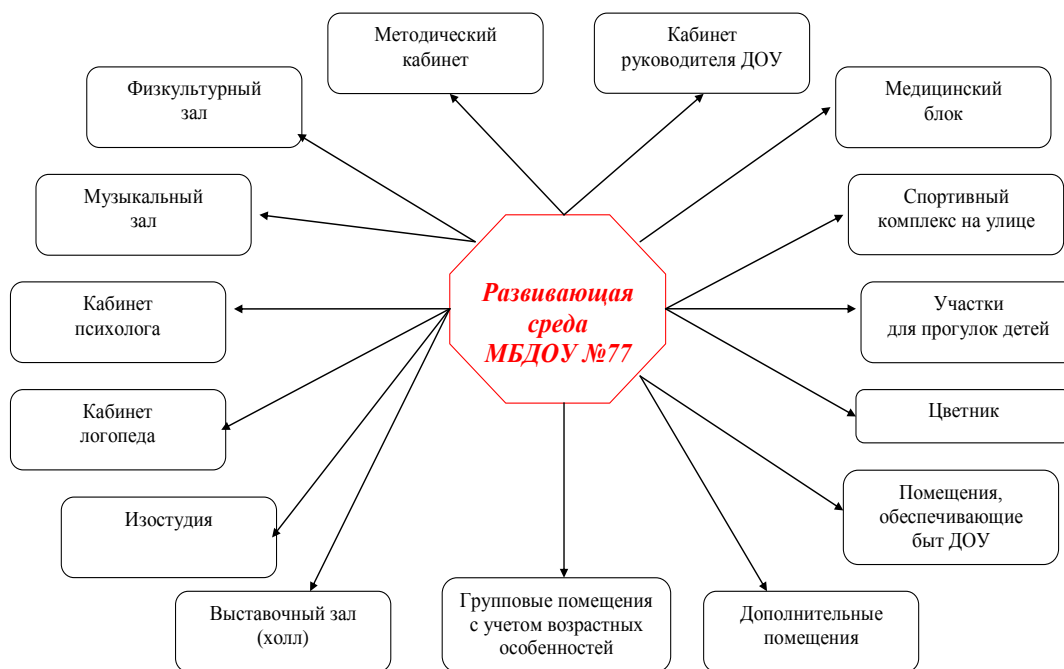 Методический
кабинет
Кабинет
руководителя ДОУ
Физкультурный
зал
Медицинский
блок
Музыкальный
зал
Спортивный
комплекс на улице
Развивающая
среда
МБДОУ №77
Кабинет
психолога
Участки
для прогулок детей
Кабинет
логопеда
Цветник
Изостудия
Помещения,
обеспечивающие
быт ДОУ
Выставочный зал
(холл)
Групповые помещения
с учетом возрастных
особенностей
Дополнительные
помещения